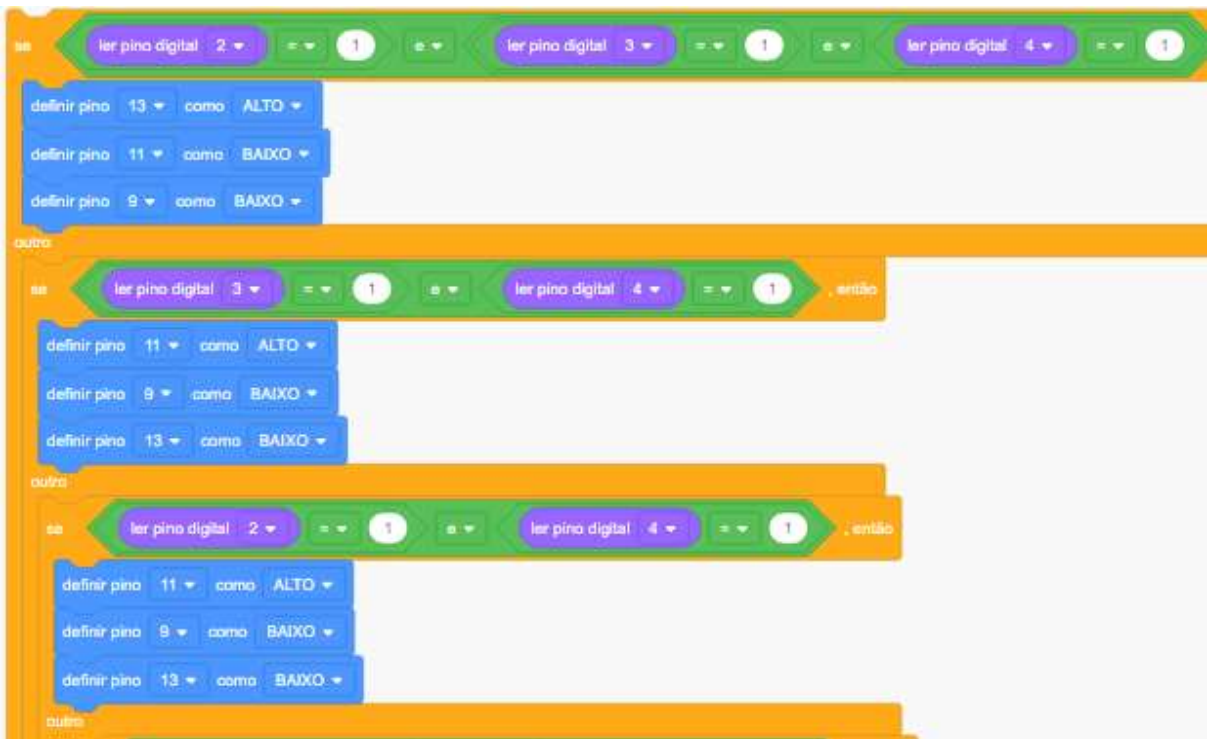 se ler pino digital 2 = 1 e ler pino digital 3 = 1 e ler pino digital 4 = 1
definir pino 13 como ALTO
definir pino 11 como BAIXO
definir pino 9 como BAIXO
outro
se ler pino digital 3 = 1 e ler pino digital 4 = 1 , então
definir pino 11 como ALTO
definir pino 9 como BAIXO
definir pino 13 como BAIXO
outro
se ler pino digital 2 = 1 e ler pino digital 4 = 1 , então
definir pino 11 como ALTO
definir pino 9 como BAIXO
definir pino 13 como BAIXO
outro